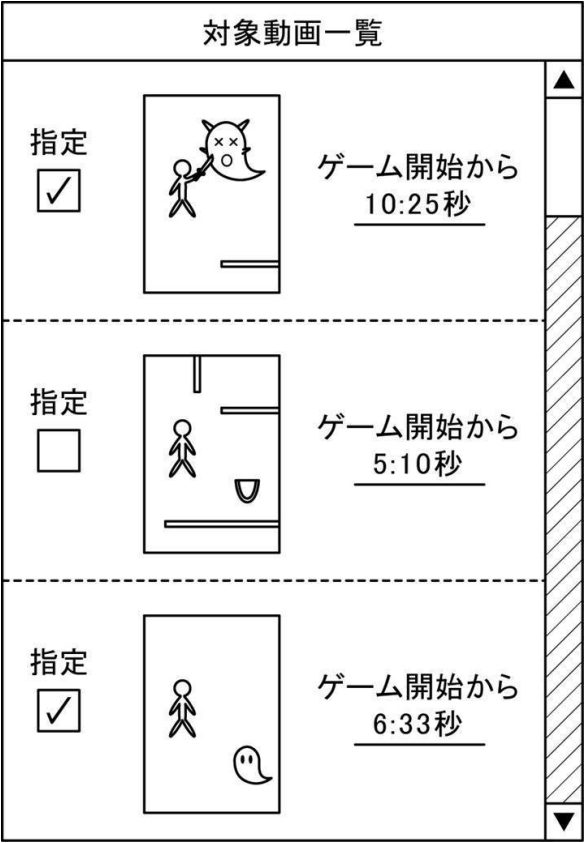 対象動画一覧
指定
ゲーム開始から
10:25秒
指定
ゲーム開始から
5:10秒
指定
ゲーム開始から
6:33秒